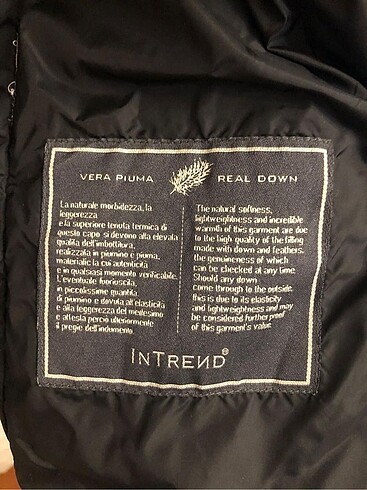 VERA PIUMA
REAL DOWN
La naturale morbidezza, la
leggerezza
e la superiore tenuta termica di
questo capo si devono alla elevata
qualità dell'imbottitura,
realizzata in piumino e piuma,
materiali la cui autenticità
è in qualsiasi momento verificabile.
L'eventuale fuoriuscita,
in piccolissime quantità
di piumino è dovuta all'elasticità
e alla leggerezza del medesimo
e attesta perciò ulteriormente
il pregio dell'indumento.
The natural softness,
lightweightness and incredible
warmth of this garment are due
to the high quality of the filling
made with down and feathers.
the genuineness of which
can be checked at any time.
Should any down
come through to the outside.
this is due to its elasticity
and lightweightness and may
be considered further proof
of this garment's value.
INTREND®